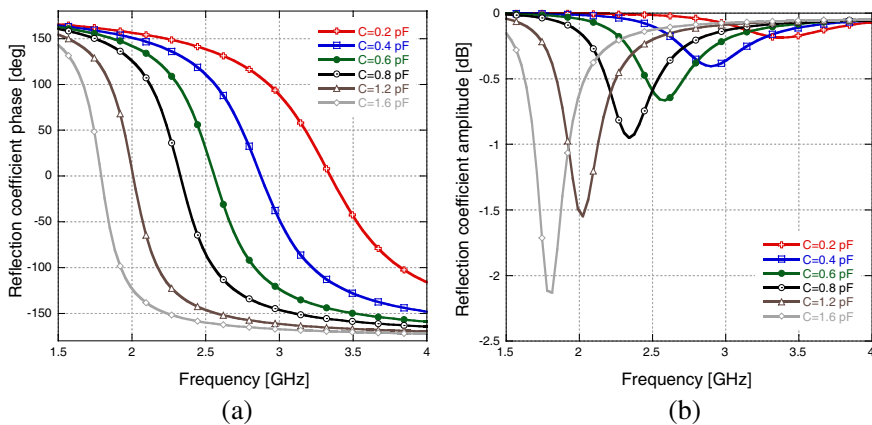 Reflection coefficient phase [deg]
150
100
50
0
-50
-100
-150
1.5
2
2.5
3
3.5
4
Frequency [GHz]
C=0.2 pF
C=0.4 pF
C=0.6 pF
C=0.8 pF
C=1.2 pF
C=1.6 pF
(a)
Reflection coefficient amplitude [dB]
0
-0.5
-1
-1.5
-2
-2.5
1.5
2
2.5
3
3.5
4
Frequency [GHz]
C=0.2 pF
C=0.4 pF
C=0.6 pF
C=0.8 pF
C=1.2 pF
C=1.6 pF
(b)